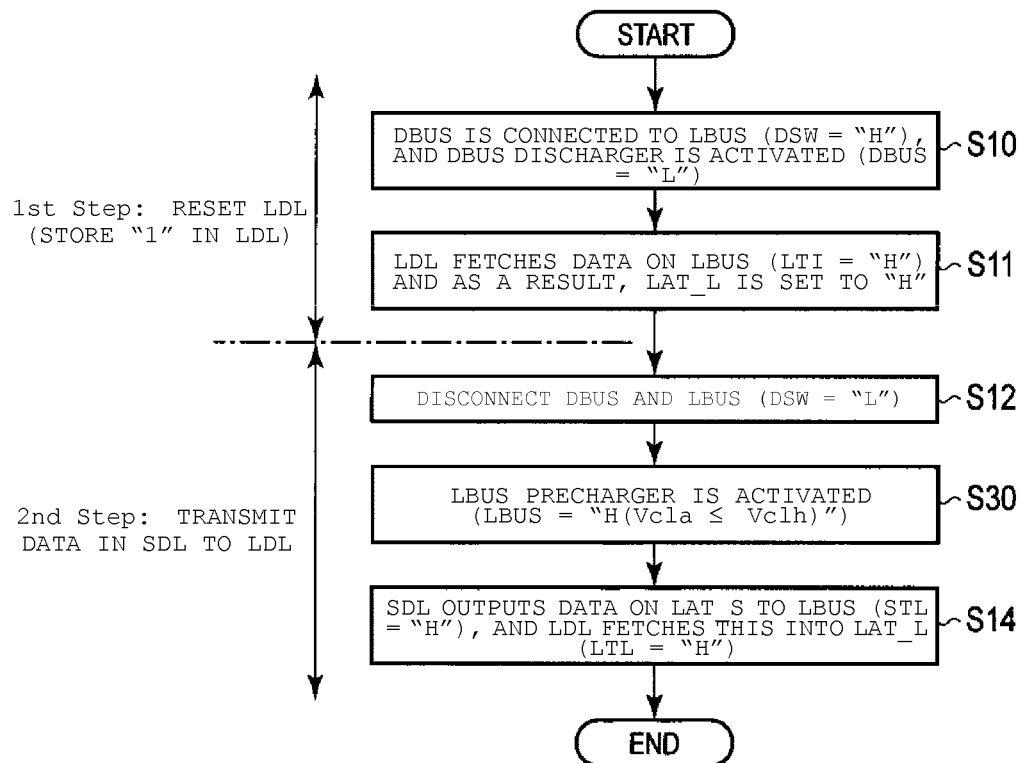 START
DBUS IS CONNECTED TO LBUS (DSW = “H”),
AND DBUS DISCHARGER IS ACTIVATED (DBUS
= “L”)
S10
1st Step: RESET LDL
(STORE “1” IN LDL)
LDL FETCHES DATA ON LBUS (LTI = “H”)
AND AS A RESULT, LAT_L IS SET TO “H”
S11
DISCONNECT DBUS AND LBUS (DSW = “L”)
S12
LBUS PRECHARGER IS ACTIVATED
(LBUS = “H(Vcla ≤ Vclh)”)
S30
2nd Step: TRANSMIT
DATA IN SDL TO LDL
SDL OUTPUTS DATA ON LAT_S TO LBUS (STL
= “H”), AND LDL FETCHES THIS INTO LAT_L
(LTL = “H”)
S14
END